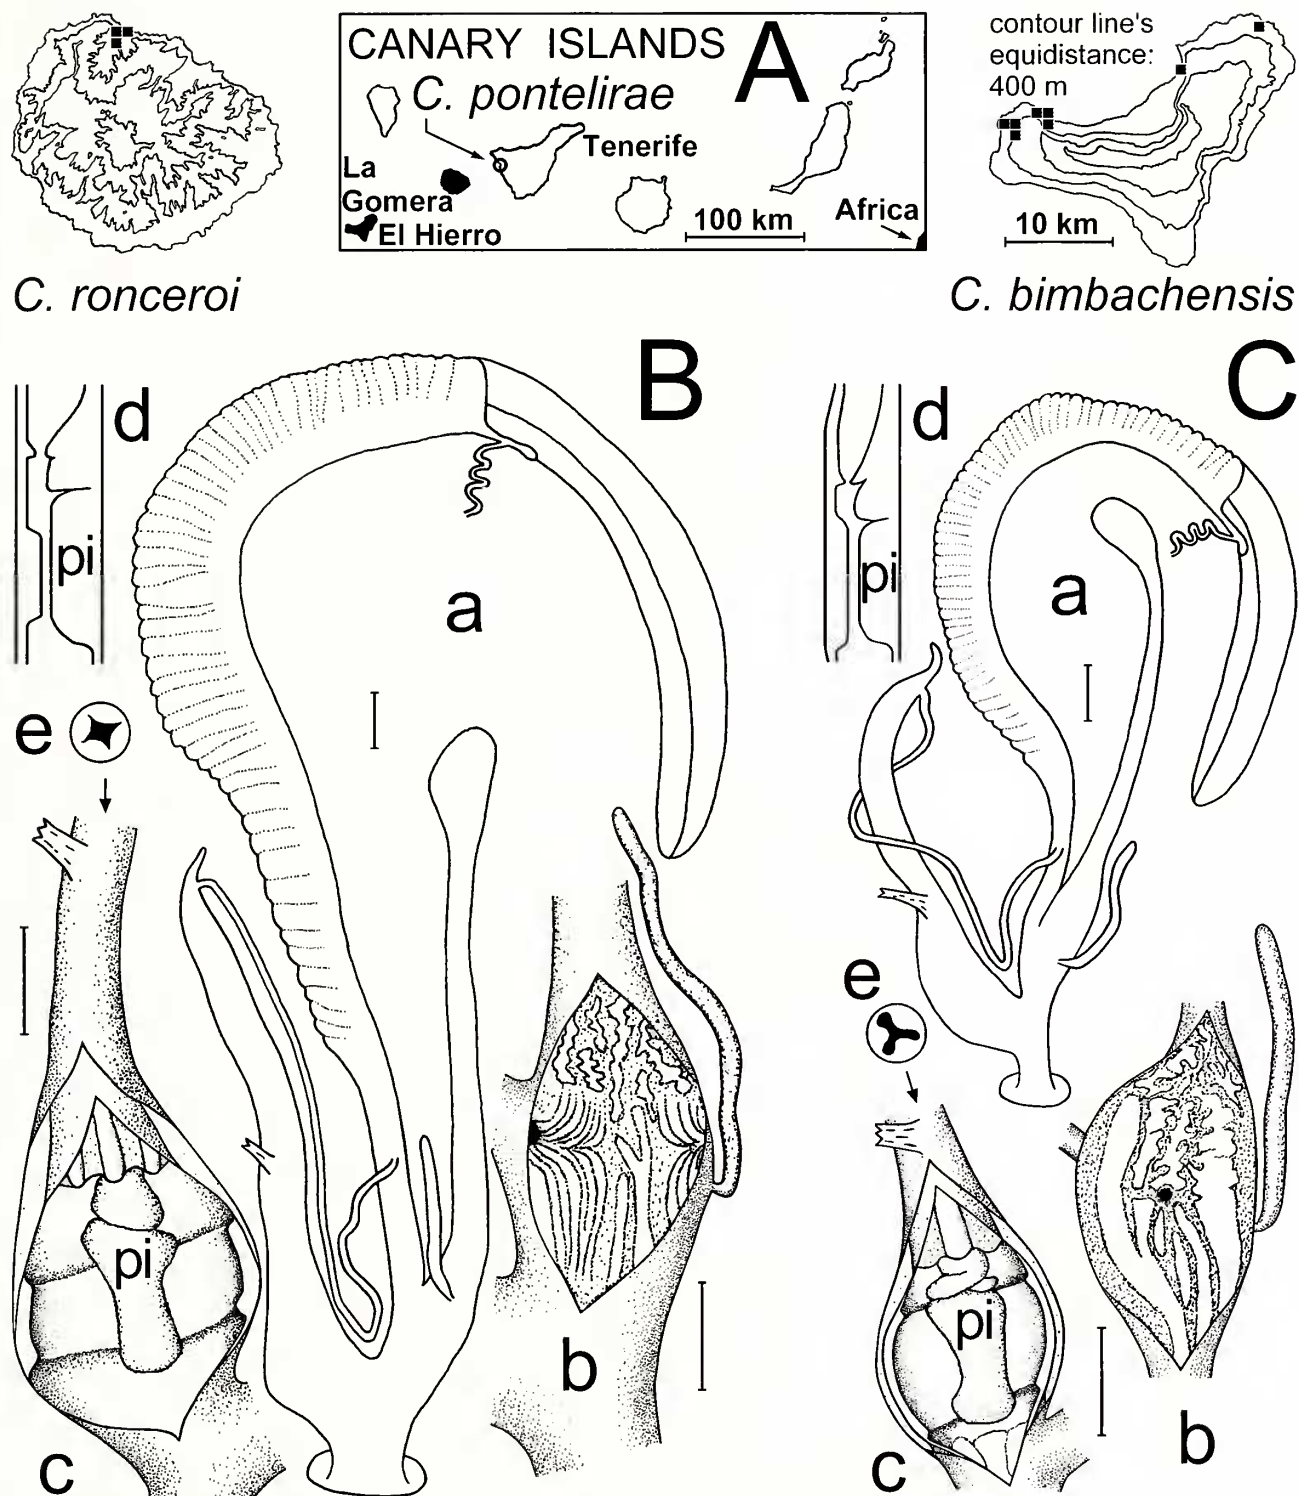 CANARY ISLANDS
A
C. pontelirae
Tenerife
La
Gomera
El Hierro
100 km
Africa
contour line's
equidistance:
400 m
10 km
C. ronceroi
C. bimbachensis
B
d
pi
a
e
pi
c
b
C
d
pi
a
e
pi
c
b